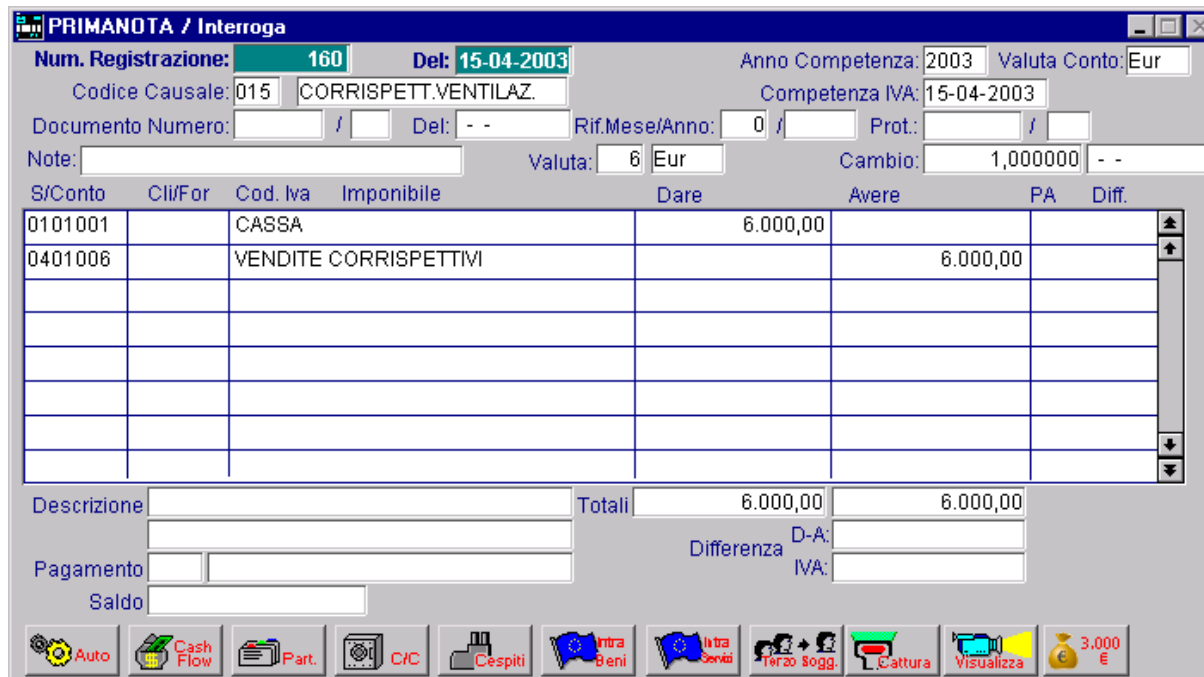 PRIMANOTA / Interroga
Num. Registrazione: 160 Del: 15-04-2003 Anno Competenza: 2003 Valuta Conto: Eur
Codice Causale: 015 CORRISPETT.VENTILAZ. Competenza IVA: 15-04-2003
Documento Numero: / Del: - - Rif.Mese/Anno: 0 / Prot.: /
Note: Valuta: 6 Eur Cambio: 1,000000 - -
S/Conto Cli/For Cod. Iva Imponibile Dare Avere PA Diff.
0101001 CASSA 6.000,00
0401006 VENDITE CORRISPETTIVI 6.000,00
Descrizione Totali 6.000,00 6.000,00
Differenza D-A:
Pagamento IVA:
Saldo
Auto Cash Flow Part. C/C Cespiti Intra Beni Intra Servizi Terzo Sogg. Cattura Visualizza 3.000 €